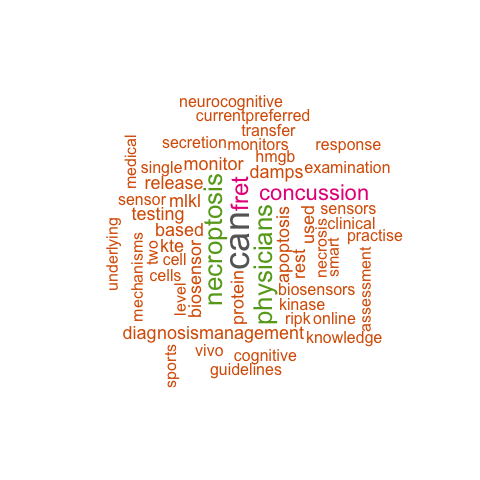 neurocognitive
currentpreferred
transfer
secretion monitors response
medical
hmgb
single monitor damps examination
release
sensor mlkl
necroptosis
can
fret
concussion
testing
physicians
apoptosis
used
sensors
clinical
based
underlying
mechanisms
two
kte
cell
cells
biosensor
level
protein
rest
necrosis
smart
practise
assessment
biosensors
kinase
ripk online
diagnosismanagement knowledge
sports
vivo cognitive
guidelines